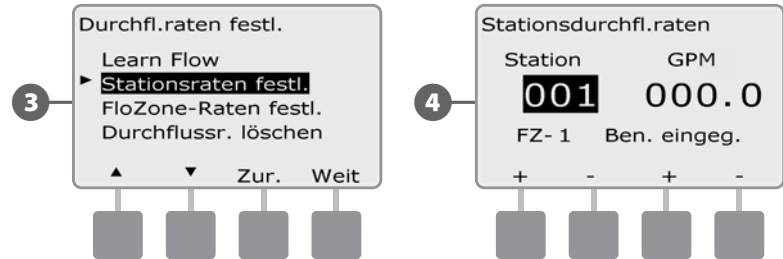 Durchfl.raten festl.
Learn Flow
► Stationsraten festl.
FloZone-Raten festl.
Durchflussr. löschen
▲ ▼ Zur. Weit
3
Stationsdurchfl.raten
Station GPM
001 000.0
FZ- 1 Ben. eingeg.
+ - + -
4